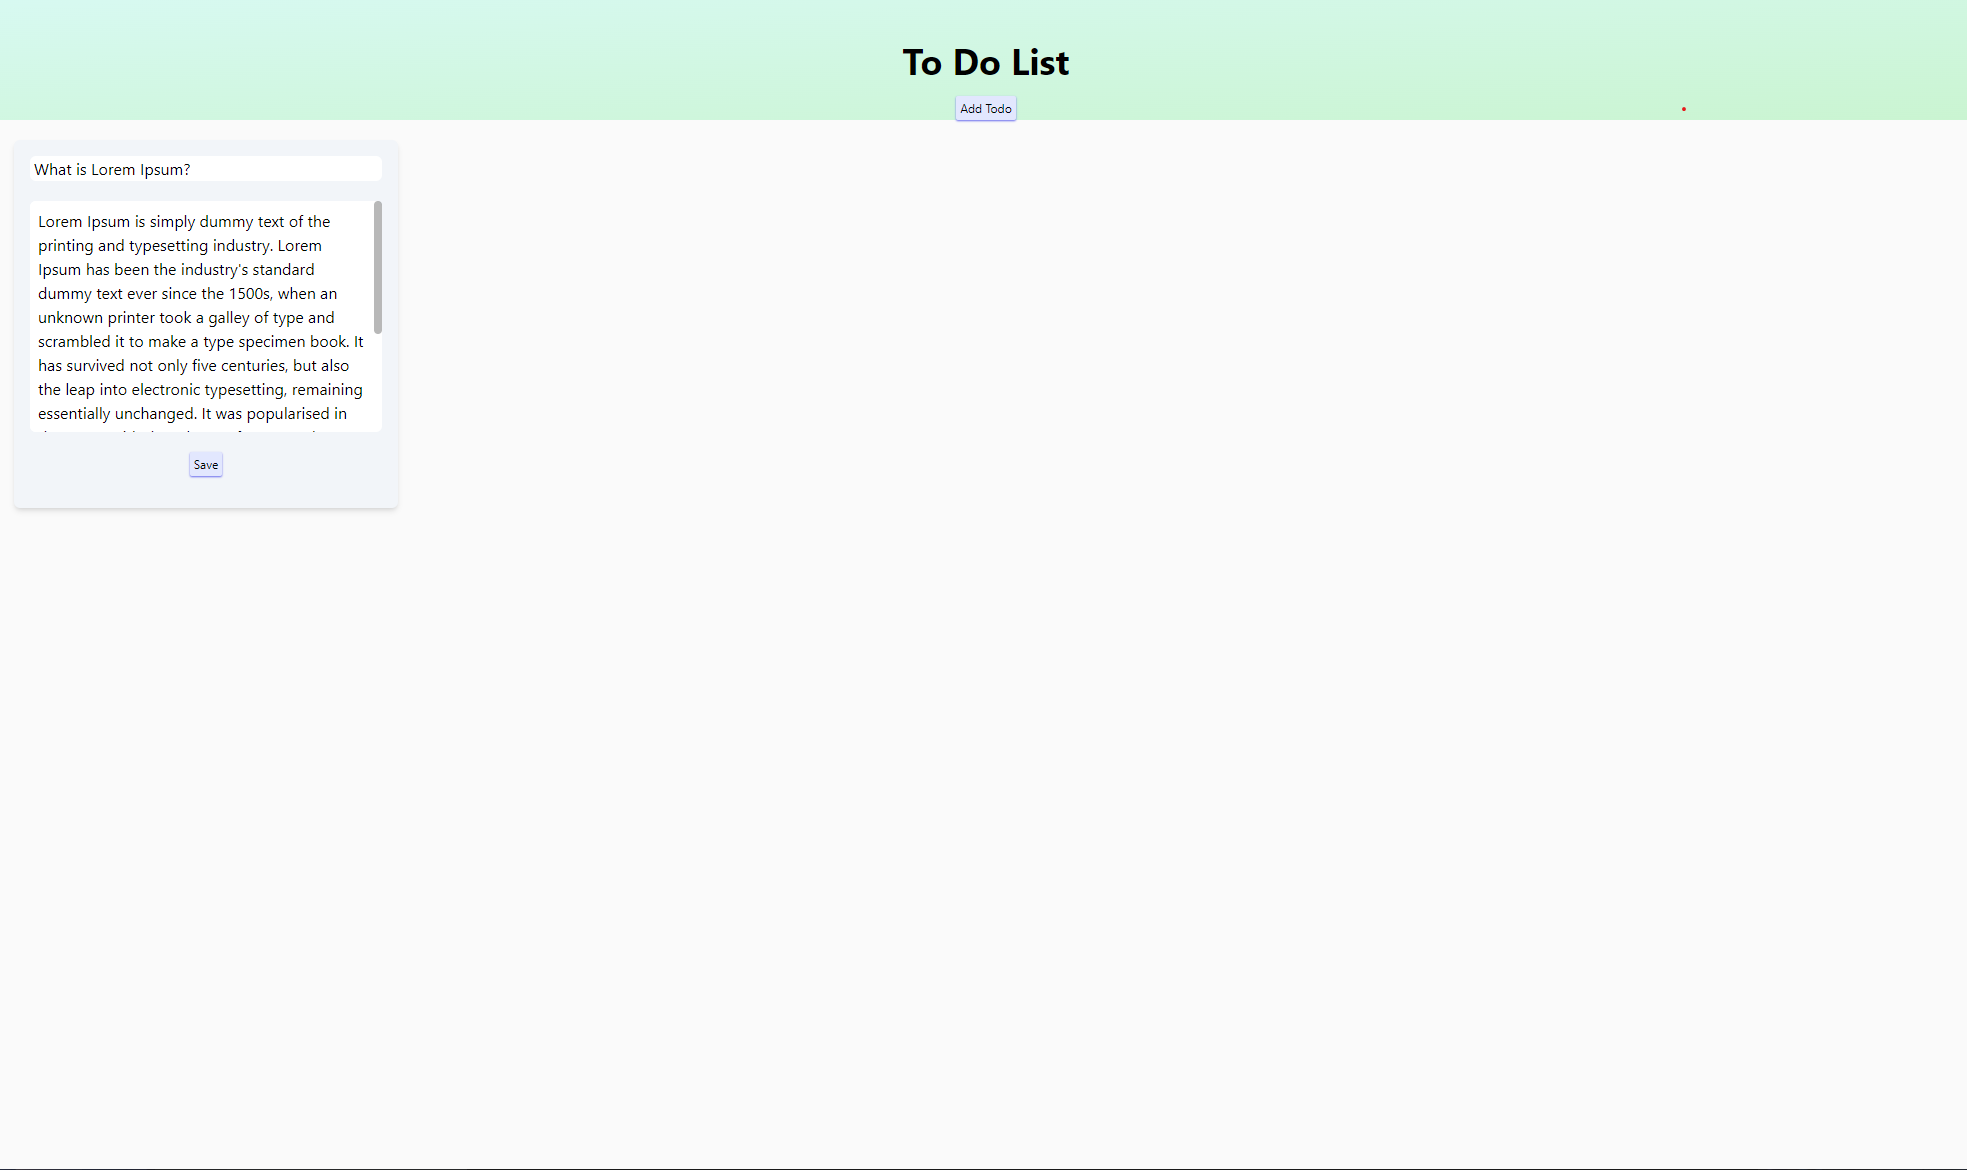 To Do List
Add Todo
What is Lorem Ipsum?
Lorem Ipsum is simply dummy text of the
printing and typesetting industry. Lorem
Ipsum has been the industry's standard
dummy text ever since the 1500s, when an
unknown printer took a galley of type and
scrambled it to make a type specimen book. It
has survived not only five centuries, but also
the leap into electronic typesetting, remaining
essentially unchanged. It was popularised in
Save